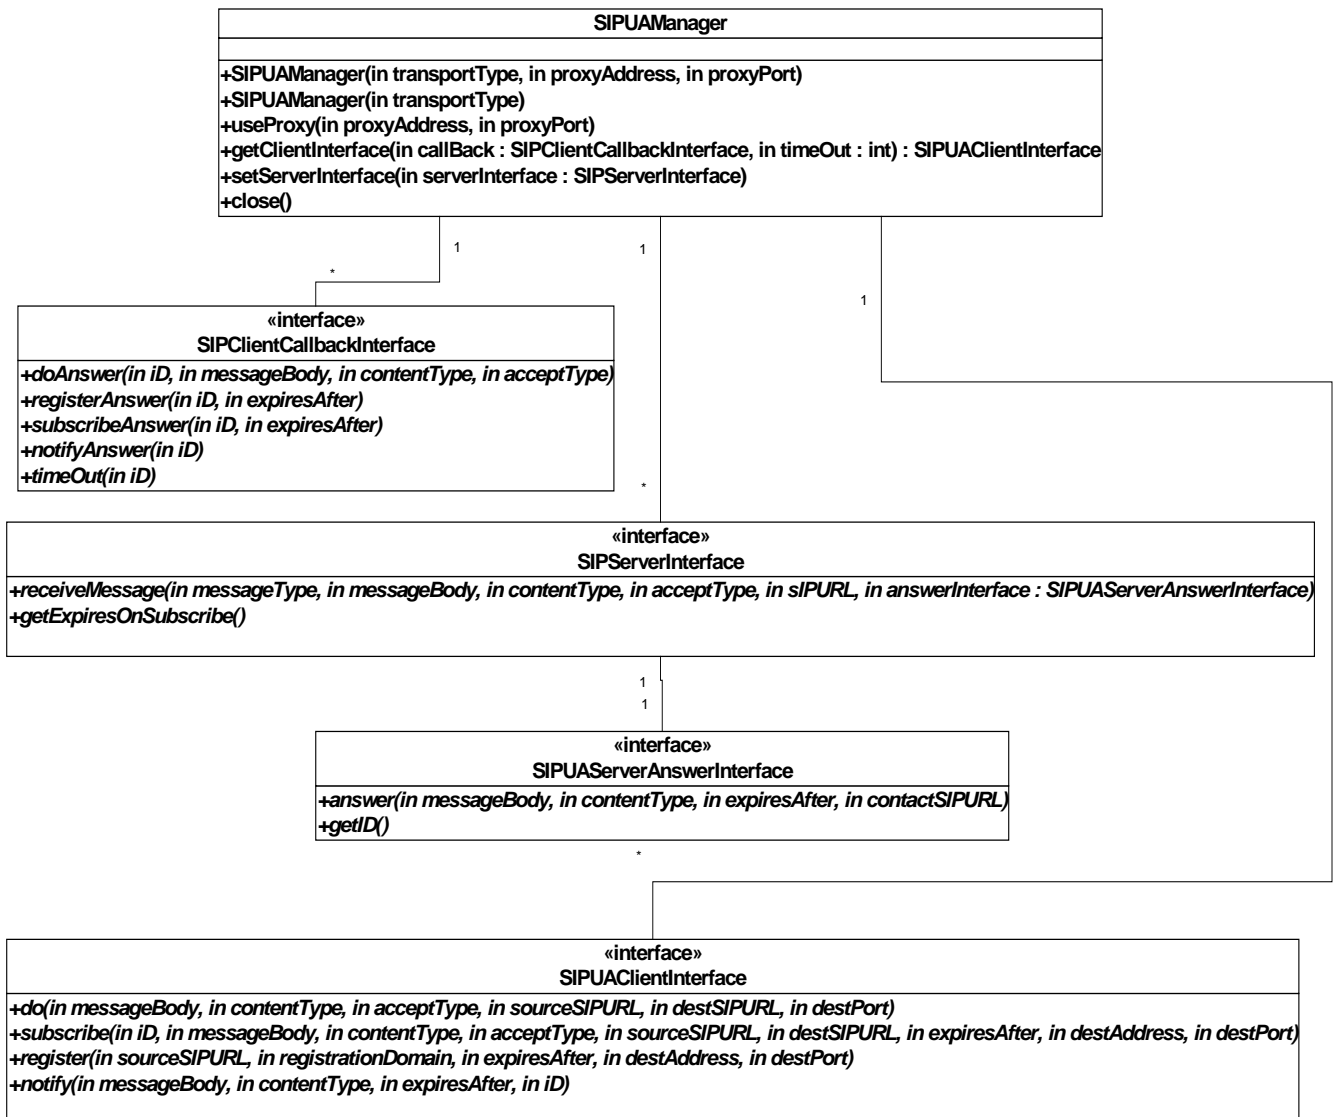 SIPUAManager
+SIPUAManager(in transportType, in proxyAddress, in proxyPort)
+SIPUAManager(in transportType)
+useProxy(in proxyAddress, in proxyPort)
+getClientInterface(in callBack : SIPClientCallbackInterface, in timeOut : int) : SIPUAClientInterface
+setServerInterface(in serverInterface : SIPServerInterface)
+close()
1
1
*
1
«interface»
SIPClientCallbackInterface
+doAnswer(in iD, in messageBody, in contentType, in acceptType)
+registerAnswer(in iD, in expiresAfter)
+subscribeAnswer(in iD, in expiresAfter)
+notifyAnswer(in iD)
+timeOut(in iD)
*
«interface»
SIPServerInterface
+receiveMessage(in messageType, in messageBody, in contentType, in acceptType, in sIPURL, in answerInterface : SIPUAServerAnswerInterface)
+getExpiresOnSubscribe()
1
1
«interface»
SIPUAServerAnswerInterface
+answer(in messageBody, in contentType, in expiresAfter, in contactSIPURL)
+getID()
*
«interface»
SIPUAClientInterface
+do(in messageBody, in contentType, in acceptType, in sourceSIPURL, in destSIPURL, in destPort)
+subscribe(in iD, in messageBody, in contentType, in acceptType, in sourceSIPURL, in destSIPURL, in expiresAfter, in destAddress, in destPort)
+register(in sourceSIPURL, in registrationDomain, in expiresAfter, in destAddress, in destPort)
+notify(in messageBody, in contentType, in expiresAfter, in iD)